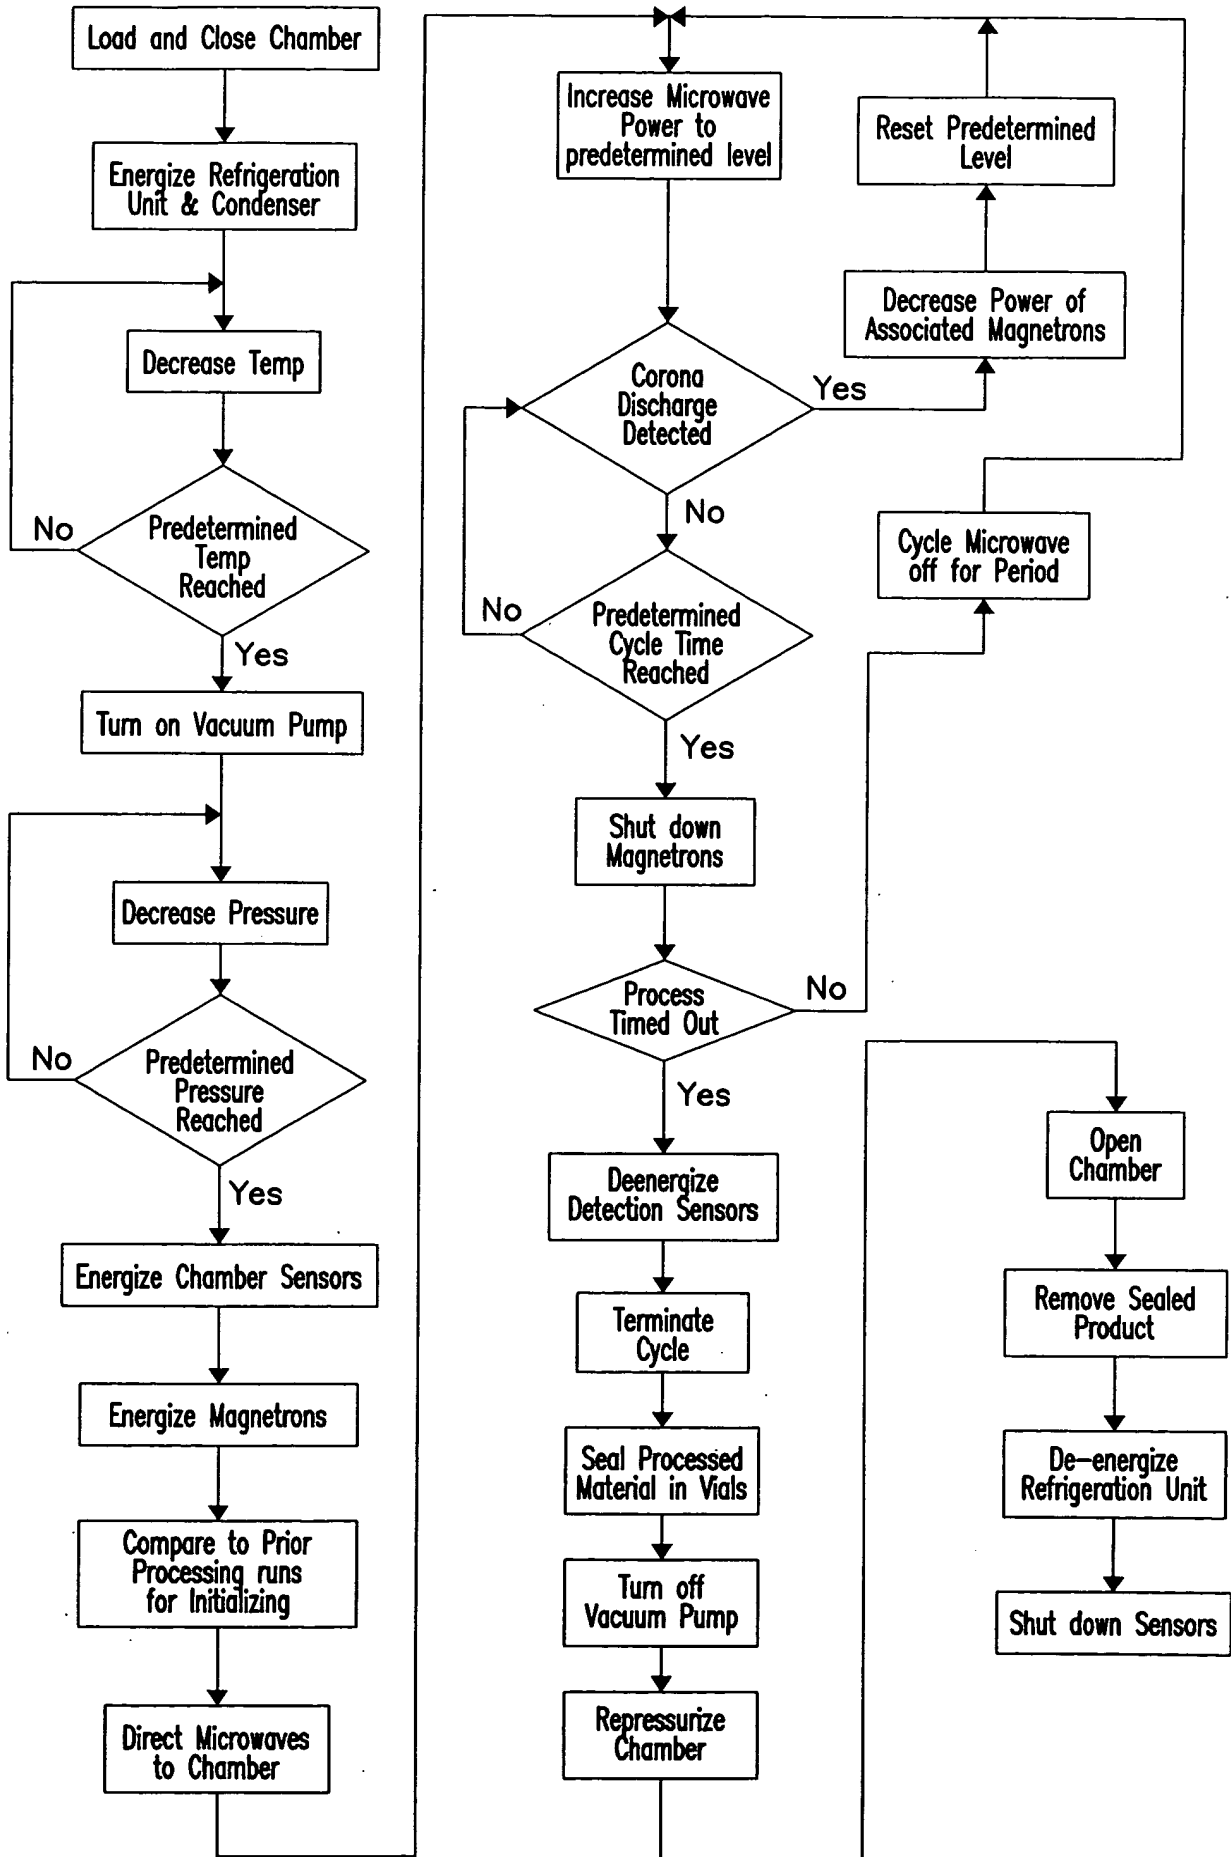 Load and Close Chamber
Energize Refrigeration
Unit & Condenser
Decrease Temp
Predetermined
Temp
Reached
No
Yes
Turn on Vacuum Pump
Decrease Pressure
Predetermined
Pressure
Reached
No
Yes
Energize Chamber Sensors
Energize Magnetrons
Compare to Prior
Processing runs
for Initializing
Direct Microwaves
to Chamber
Increase Microwave
Power to
predetermined level
Corona
Discharge
Detected
Yes
No
Decrease Power of
Associated Magnetrons
Reset Predetermined
Level
Predetermined
Cycle Time
Reached
No
Yes
Shut down
Magnetrons
Process
Timed Out
No
Cycle Microwave
off for Period
Yes
Deenergize
Detection Sensors
Terminate
Cycle
Seal Processed
Material in Vials
Turn off
Vacuum Pump
Repressurize
Chamber
Open
Chamber
Remove Sealed
Product
De-energize
Refrigeration Unit
Shut down Sensors